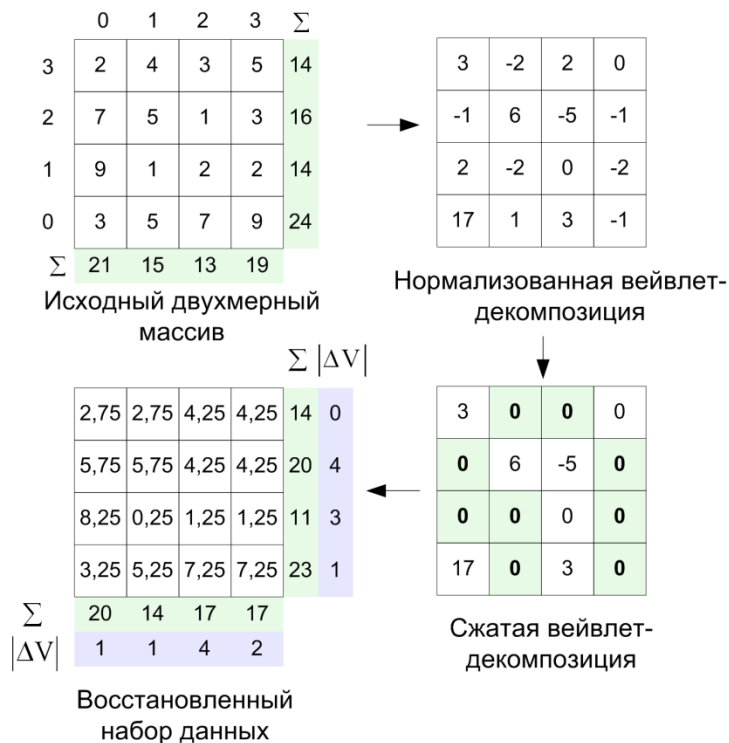 0 1 2 3 Σ
3 2 4 3 5 14
2 7 5 1 3 16
1 9 1 2 2 14
0 3 5 7 9 24
Σ 21 15 13 19
Исходный двухмерный
массив
3 -2 2 0
-1 6 -5 -1
2 -2 0 -2
17 1 3 -1
Нормализованная вейвлет-
декомпозиция
Σ |ΔV|
2,75 2,75 4,25 4,25 14 0
5,75 5,75 4,25 4,25 20 4
8,25 0,25 1,25 1,25 11 3
3,25 5,25 7,25 7,25 23 1
Σ 20 14 17 17
|ΔV| 1 1 4 2
Восстановленный
набор данных
3 0 0 0
0 6 -5 0
0 0 0 0
17 0 3 0
Сжатая вейвлет-
декомпозиция